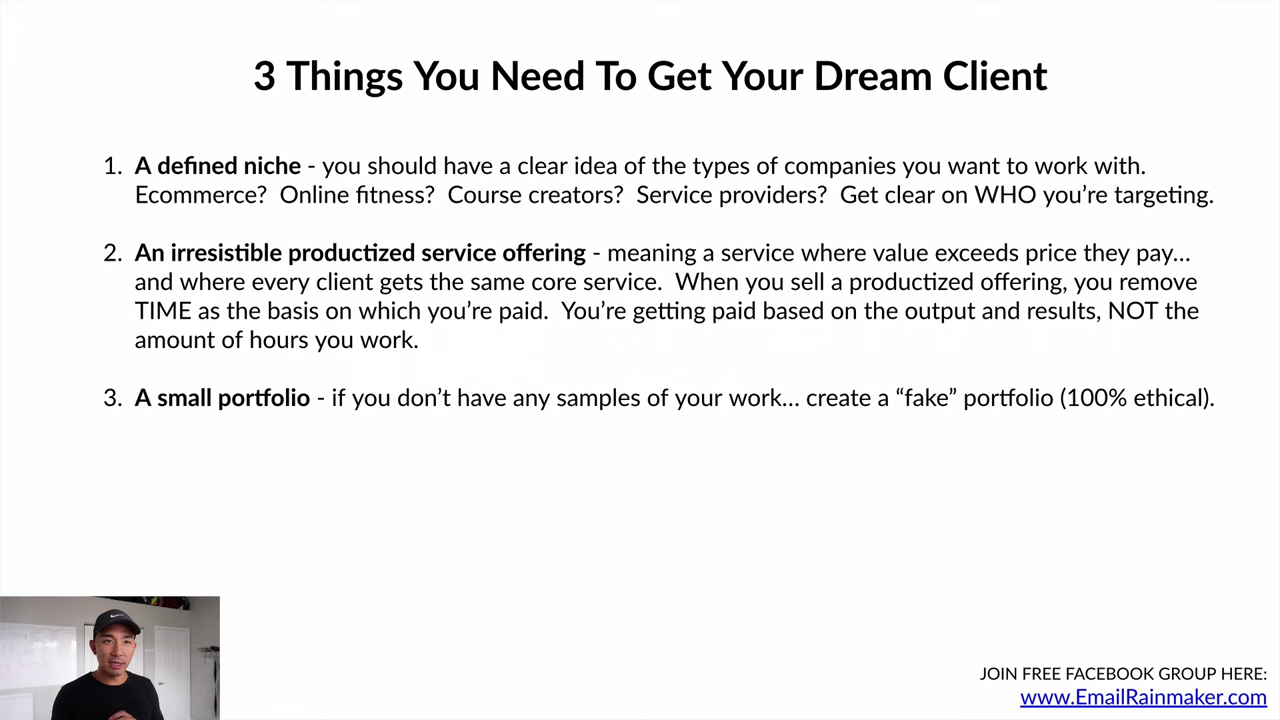 3 Things You Need To Get Your Dream Client
1. A defined niche - you should have a clear idea of the types of companies you want to work with.
Ecommerce?  Online fitness?  Course creators?  Service providers?  Get clear on WHO you’re targeting.
2. An irresistible productized service offering - meaning a service where value exceeds price they pay...
and where every client gets the same core service.  When you sell a productized offering, you remove
TIME as the basis on which you’re paid.  You’re getting paid based on the output and results, NOT the
amount of hours you work.
3. A small portfolio - if you don’t have any samples of your work... create a “fake” portfolio (100% ethical).
JOIN FREE FACEBOOK GROUP HERE:
www.EmailRainmaker.com